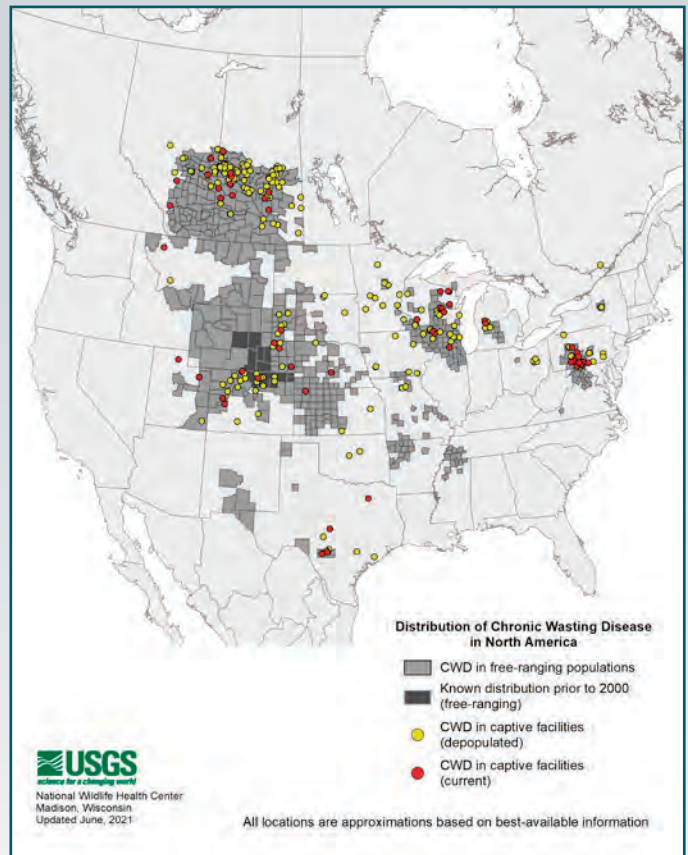 Distribution of Chronic Wasting Disease
in North America
CWD in free-ranging populations
Known distribution prior to 2000
(free-ranging)
CWD in captive facilities
(depopulated)
CWD in captive facilities
(current)
USGS
science for a changing world
National Wildlife Health Center
Madison, Wisconsin
Updated June, 2021
All locations are approximations based on best-available information